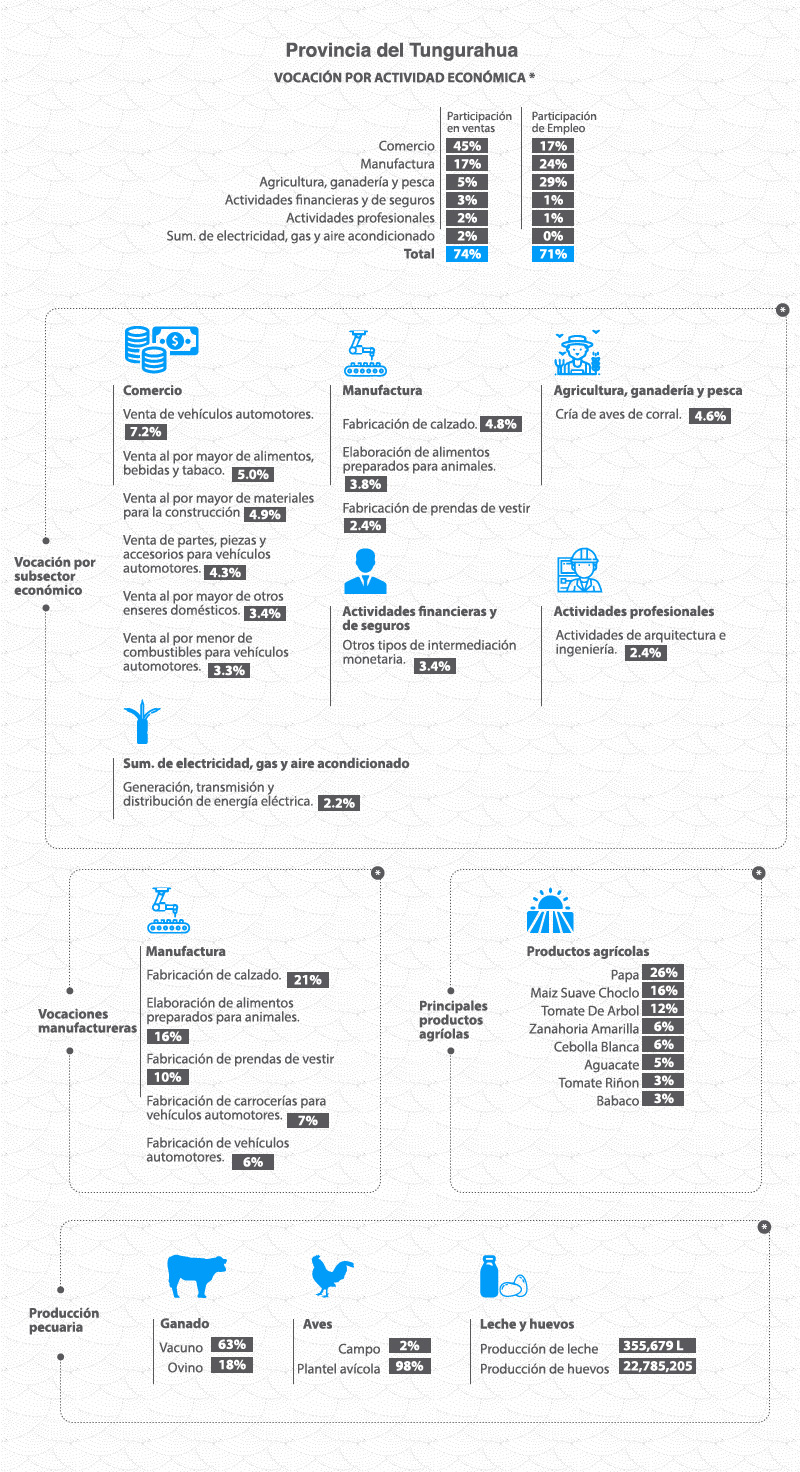 Provincia del Tungurahua
VOCACIÓN POR ACTIVIDAD ECONÓMICA *
Participación en ventas
Participación de Empleo
Comercio 45% 17%
Manufactura 17% 24%
Agricultura, ganadería y pesca 5% 29%
Actividades financieras y de seguros 3% 1%
Actividades profesionales 2% 1%
Sum. de electricidad, gas y aire acondicionado 2% 0%
Total 74% 71%
*
Vocación por
subsector
económico
$
Comercio
Venta de vehículos automotores.
7.2%
Venta al por mayor de alimentos,
bebidas y tabaco. 5.0%
Venta al por mayor de materiales
para la construcción 4.9%
Venta de partes, piezas y
accesorios para vehículos
automotores. 4.3%
Venta al por mayor de otros
enseres domésticos. 3.4%
Venta al por menor de
combustibles para vehículos
automotores. 3.3%
Manufactura
Fabricación de calzado. 4.8%
Elaboración de alimentos
preparados para animales.
3.8%
Fabricación de prendas de vestir
2.4%
Agricultura, ganadería y pesca
Cría de aves de corral. 4.6%
Actividades financieras y
de seguros
Otros tipos de intermediación
monetaria. 3.4%
Actividades profesionales
Actividades de arquitectura e
ingeniería. 2.4%
Sum. de electricidad, gas y aire acondicionado
Generación, transmisión y
distribución de energía eléctrica. 2.2%
*
Vocaciones
manufactureras
Manufactura
Fabricación de calzado. 21%
Elaboración de alimentos
preparados para animales.
16%
Fabricación de prendas de vestir
10%
Fabricación de carrocerías para
vehículos automotores. 7%
Fabricación de vehículos
automotores. 6%
*
Principales
productos
agríolas
Productos agrícolas
Papa 26%
Maiz Suave Choclo 16%
Tomate De Arbol 12%
Zanahoria Amarilla 6%
Cebolla Blanca 6%
Aguacate 5%
Tomate Riñon 3%
Babaco 3%
*
Producción
pecuaria
Ganado
Vacuno 63%
Ovino 18%
Aves
Campo 2%
Plantel avícola 98%
Leche y huevos
Producción de leche 355,679 L
Producción de huevos 22,785,205